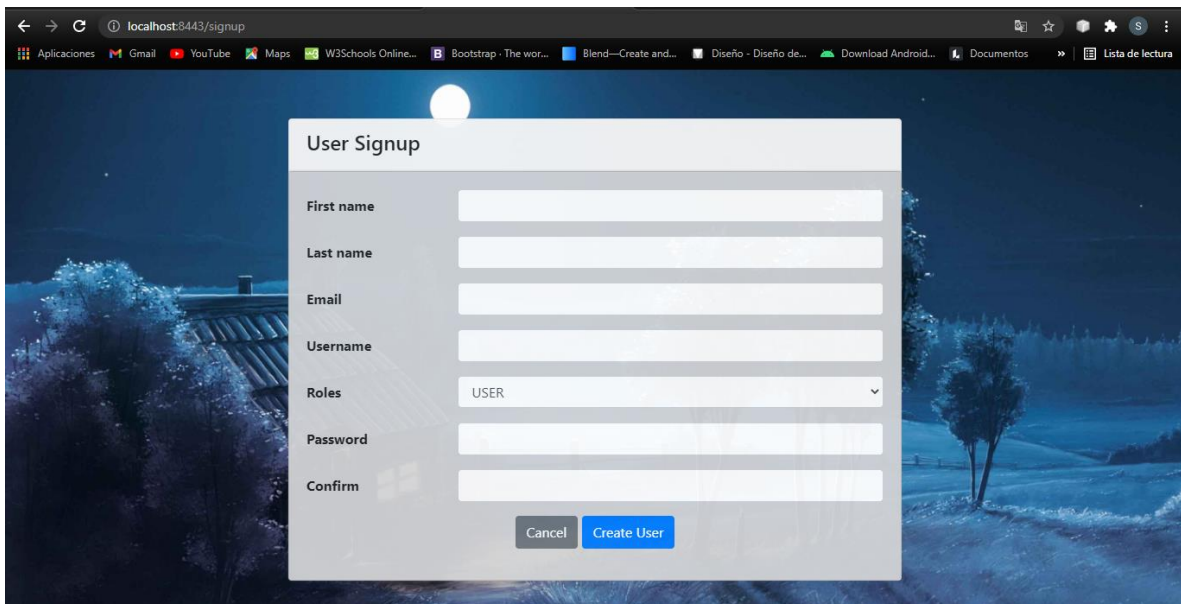 localhost:8443/signup
S
Aplicaciones Gmail YouTube Maps W3Schools Online... B Bootstrap · The wor... Blend—Create and... Diseño - Diseño de... Download Android... Documentos » Lista de lectura
User Signup
First name
Last name
Email
Username
Roles USER
Password
Confirm
Cancel Create User